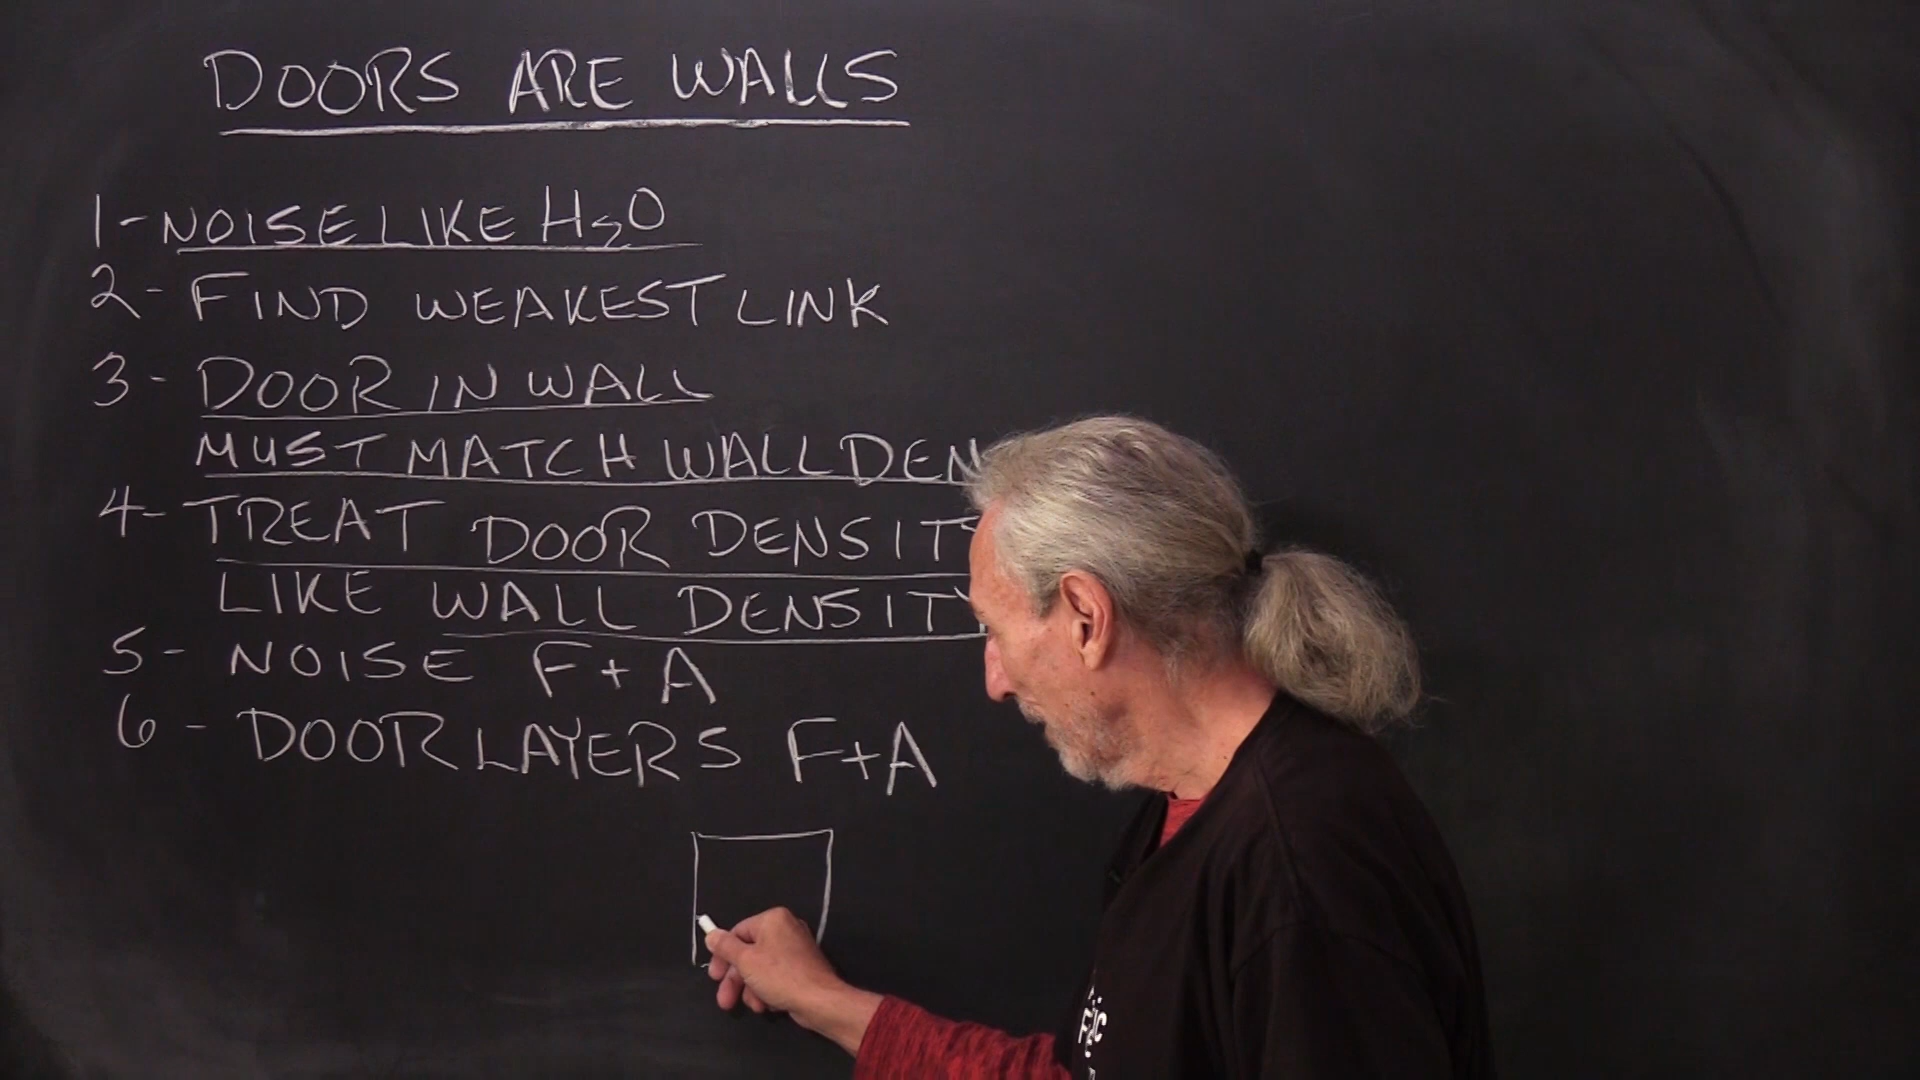 DOORS ARE WALLS
1- NOISE LIKE H2O
2- FIND WEAKEST LINK
3- DOOR IN WALL
MUST MATCH WALL DEN
4- TREAT DOOR DENSIT
LIKE WALL DENSITY
5- NOISE F+A
6- DOOR LAYERS F+A